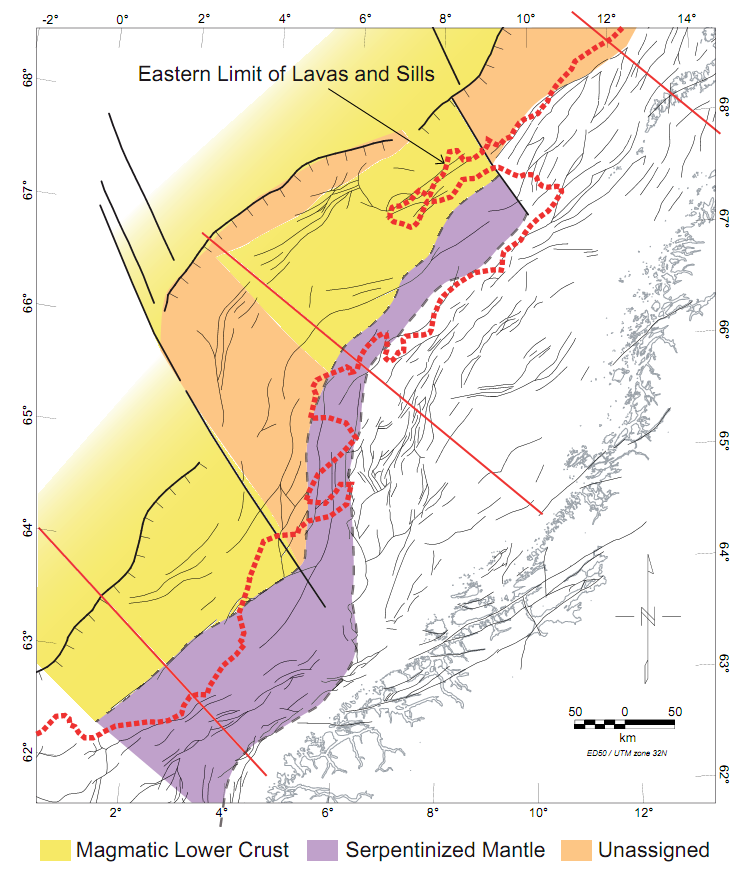 -2° 0° 2° 4° 6° 8° 10° 12° 14°
Eastern Limit of Lavas and Sills
68° 68°
67° 67°
66° 66°
65° 65°
64° 64°
63° 63°
62° 62°
N
50 0 50
km
ED50 / UTM zone 32N
2° 4° 6° 8° 10° 12°
Magmatic Lower Crust Serpentinized Mantle Unassigned